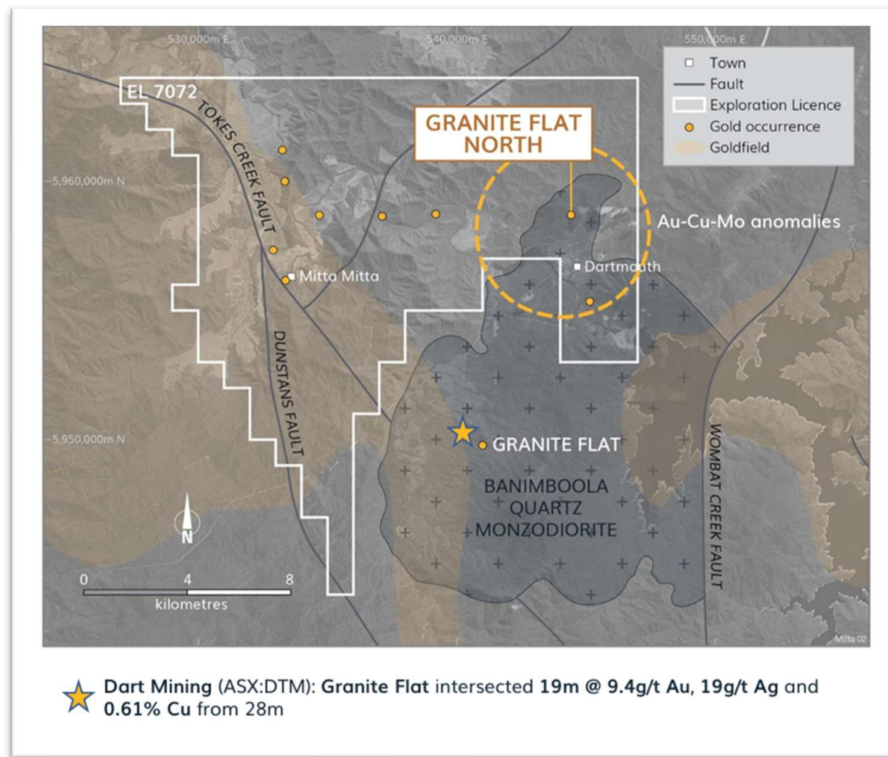 530,000m E
540,000m E
550,000m E
Town
Fault
Exploration Licence
Gold occurrence
Goldfield
EL 7072
TOKES CREEK FAULT
GRANITE FLAT
NORTH
5,960,000m N
Au-Cu-Mo anomalies
Mitta Mitta
Dartmouth
DUNSTANS FAULT
5,950,000m N
GRANITE FLAT
BANIMBOOLA
QUARTZ
MONZODIORITE
WOMBAT CREEK FAULT
N
0 4 8
kilometres
Mitta 02
Dart Mining (ASX:DTM): Granite Flat intersected 19m @ 9.4g/t Au, 19g/t Ag and
0.61% Cu from 28m